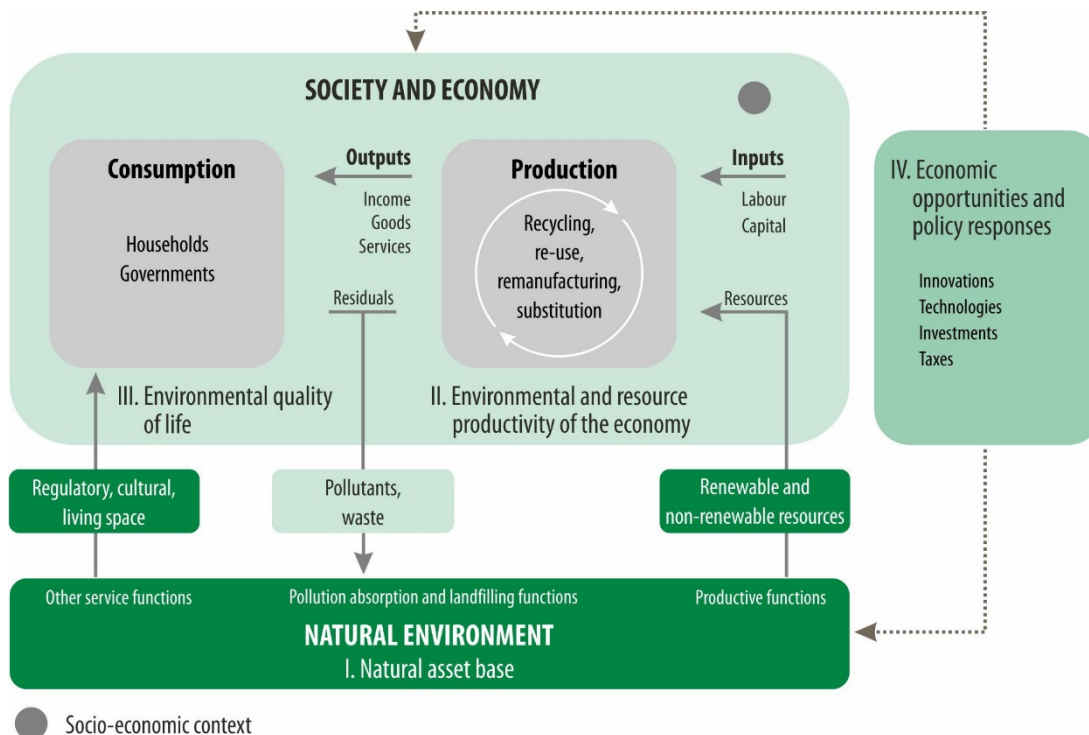 SOCIETY AND ECONOMY
Consumption
Households
Governments
Outputs
Income
Goods
Services
Residuals
Production
Recycling,
re-use,
remanufacturing,
substitution
Inputs
Labour
Capital
Resources
III. Environmental quality
of life
II. Environmental and resource
productivity of the economy
IV. Economic
opportunities and
policy responses
Innovations
Technologies
Investments
Taxes
Regulatory, cultural,
living space
Pollutants,
waste
Renewable and
non-renewable resources
Other service functions
Pollution absorption and landfilling functions
Productive functions
NATURAL ENVIRONMENT
I. Natural asset base
Socio-economic context